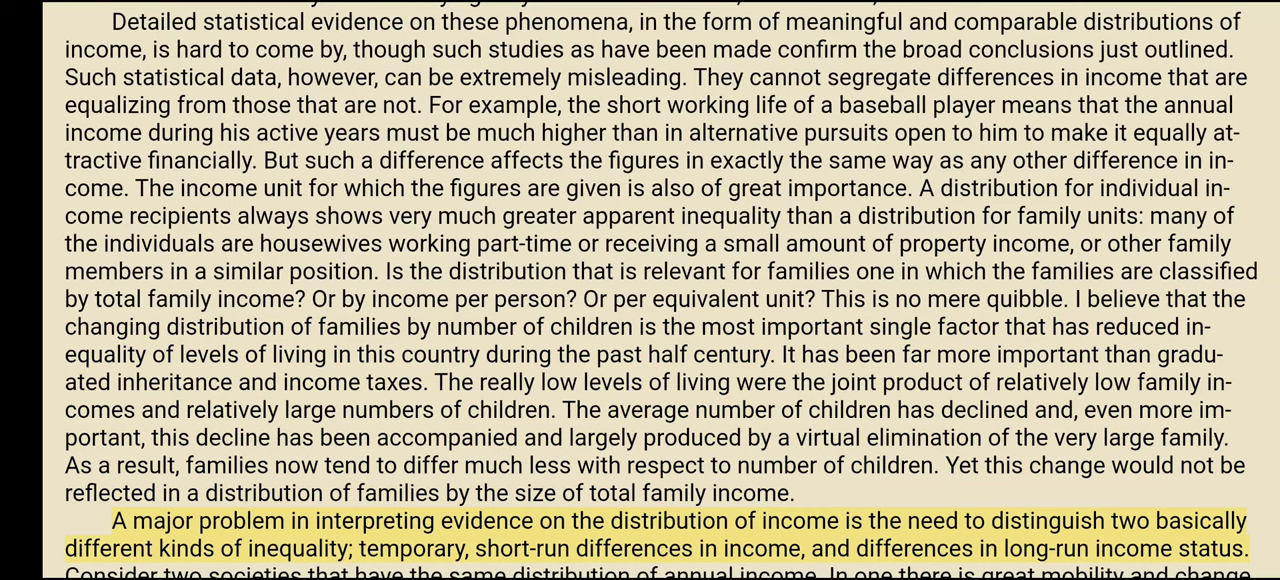 Detailed statistical evidence on these phenomena, in the form of meaningful and comparable distributions of
income, is hard to come by, though such studies as have been made confirm the broad conclusions just outlined.
Such statistical data, however, can be extremely misleading. They cannot segregate differences in income that are
equalizing from those that are not. For example, the short working life of a baseball player means that the annual
income during his active years must be much higher than in alternative pursuits open to him to make it equally at-
tractive financially. But such a difference affects the figures in exactly the same way as any other difference in in-
come. The income unit for which the figures are given is also of great importance. A distribution for individual in-
come recipients always shows very much greater apparent inequality than a distribution for family units: many of
the individuals are housewives working part-time or receiving a small amount of property income, or other family
members in a similar position. Is the distribution that is relevant for families one in which the families are classified
by total family income? Or by income per person? Or per equivalent unit? This is no mere quibble. I believe that the
changing distribution of families by number of children is the most important single factor that has reduced in-
equality of levels of living in this country during the past half century. It has been far more important than gradu-
ated inheritance and income taxes. The really low levels of living were the joint product of relatively low family in-
comes and relatively large numbers of children. The average number of children has declined and, even more im-
portant, this decline has been accompanied and largely produced by a virtual elimination of the very large family.
As a result, families now tend to differ much less with respect to number of children. Yet this change would not be
reflected in a distribution of families by the size of total family income.
A major problem in interpreting evidence on the distribution of income is the need to distinguish two basically
different kinds of inequality; temporary, short-run differences in income, and differences in long-run income status.
Consider two societies that have the same distribution of annual income. In one there is great mobility and change